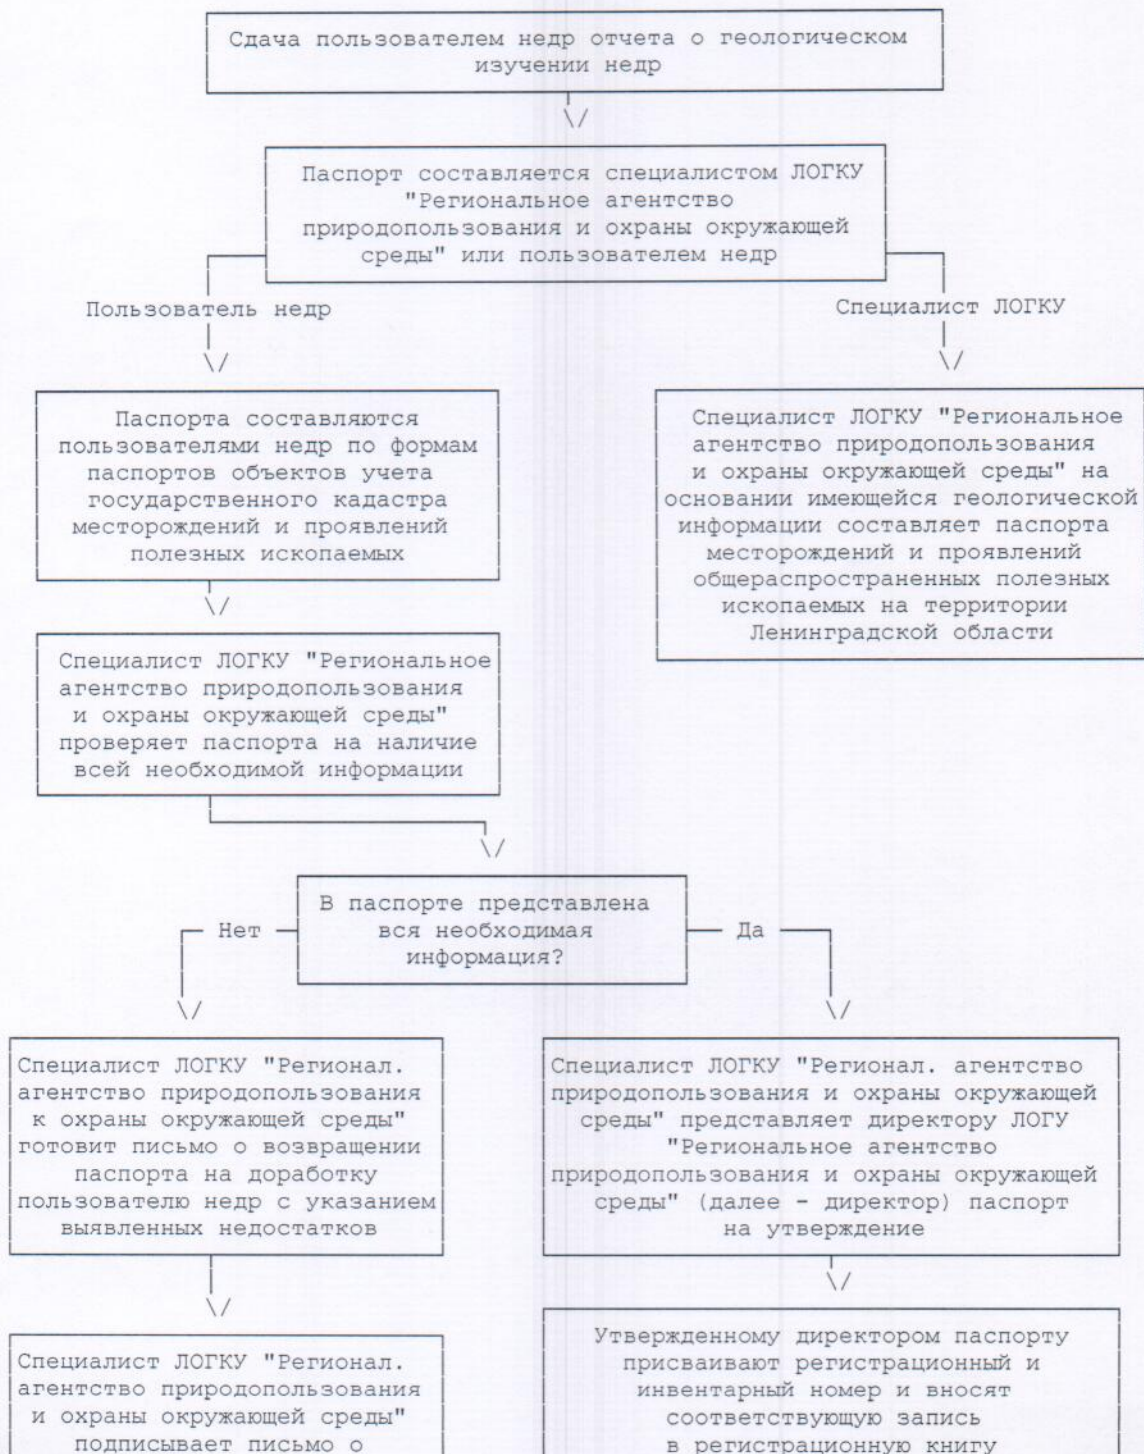 Сдача пользователем недр отчета о геологическом
изучении недр
Паспорт составляется специалистом ЛОГКУ
"Региональное агентство
природопользования и охраны окружающей
среды" или пользователем недр
Пользователь недр
Специалист ЛОГКУ
Паспорта составляются
пользователями недр по формам
паспортов объектов учета
государственного кадастра
месторождений и проявлений
полезных ископаемых
Специалист ЛОГКУ "Региональное
агентство природопользования
и охраны окружающей среды" на
основании имеющейся геологической
информации составляет паспорта
месторождений и проявлений
общераспространенных полезных
ископаемых на территории
Ленинградской области
Специалист ЛОГКУ "Региональное
агентство природопользования
и охраны окружающей среды"
проверяет паспорта на наличие
всей необходимой информации
В паспорте представлена
вся необходимая
информация?
Нет
Да
Специалист ЛОГКУ "Регионал.
агентство природопользования
к охраны окружающей среды"
готовит письмо о возвращении
паспорта на доработку
пользователю недр с указанием
выявленных недостатков
Специалист ЛОГКУ "Регионал. агентство
природопользования и охраны окружающей
среды" представляет директору ЛОГУ
"Региональное агентство
природопользования и охраны окружающей
среды" (далее - директор) паспорт
на утверждение
Специалист ЛОГКУ "Регионал.
агентство природопользования
и охраны окружающей среды"
подписывает письмо о
Утвержденному директором паспорту
присваивают регистрационный и
инвентарный номер и вносят
соответствующую запись
в регистрационную книгу